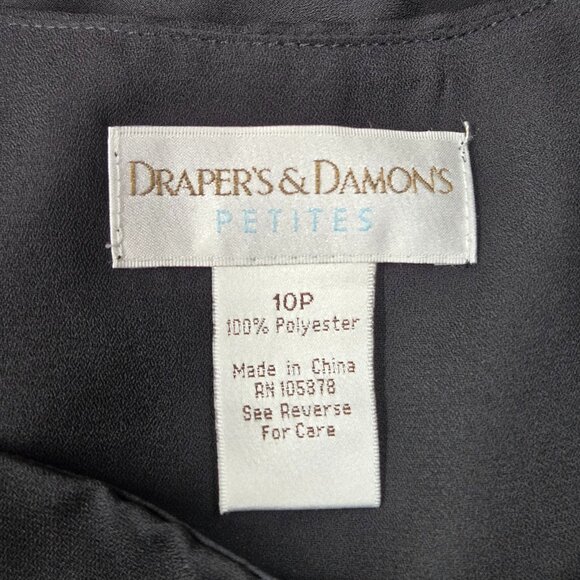 DRAPER'S & DAMON'S
PETITES
10P
100% Polyester
Made in China
RN 105878
See Reverse
For Care